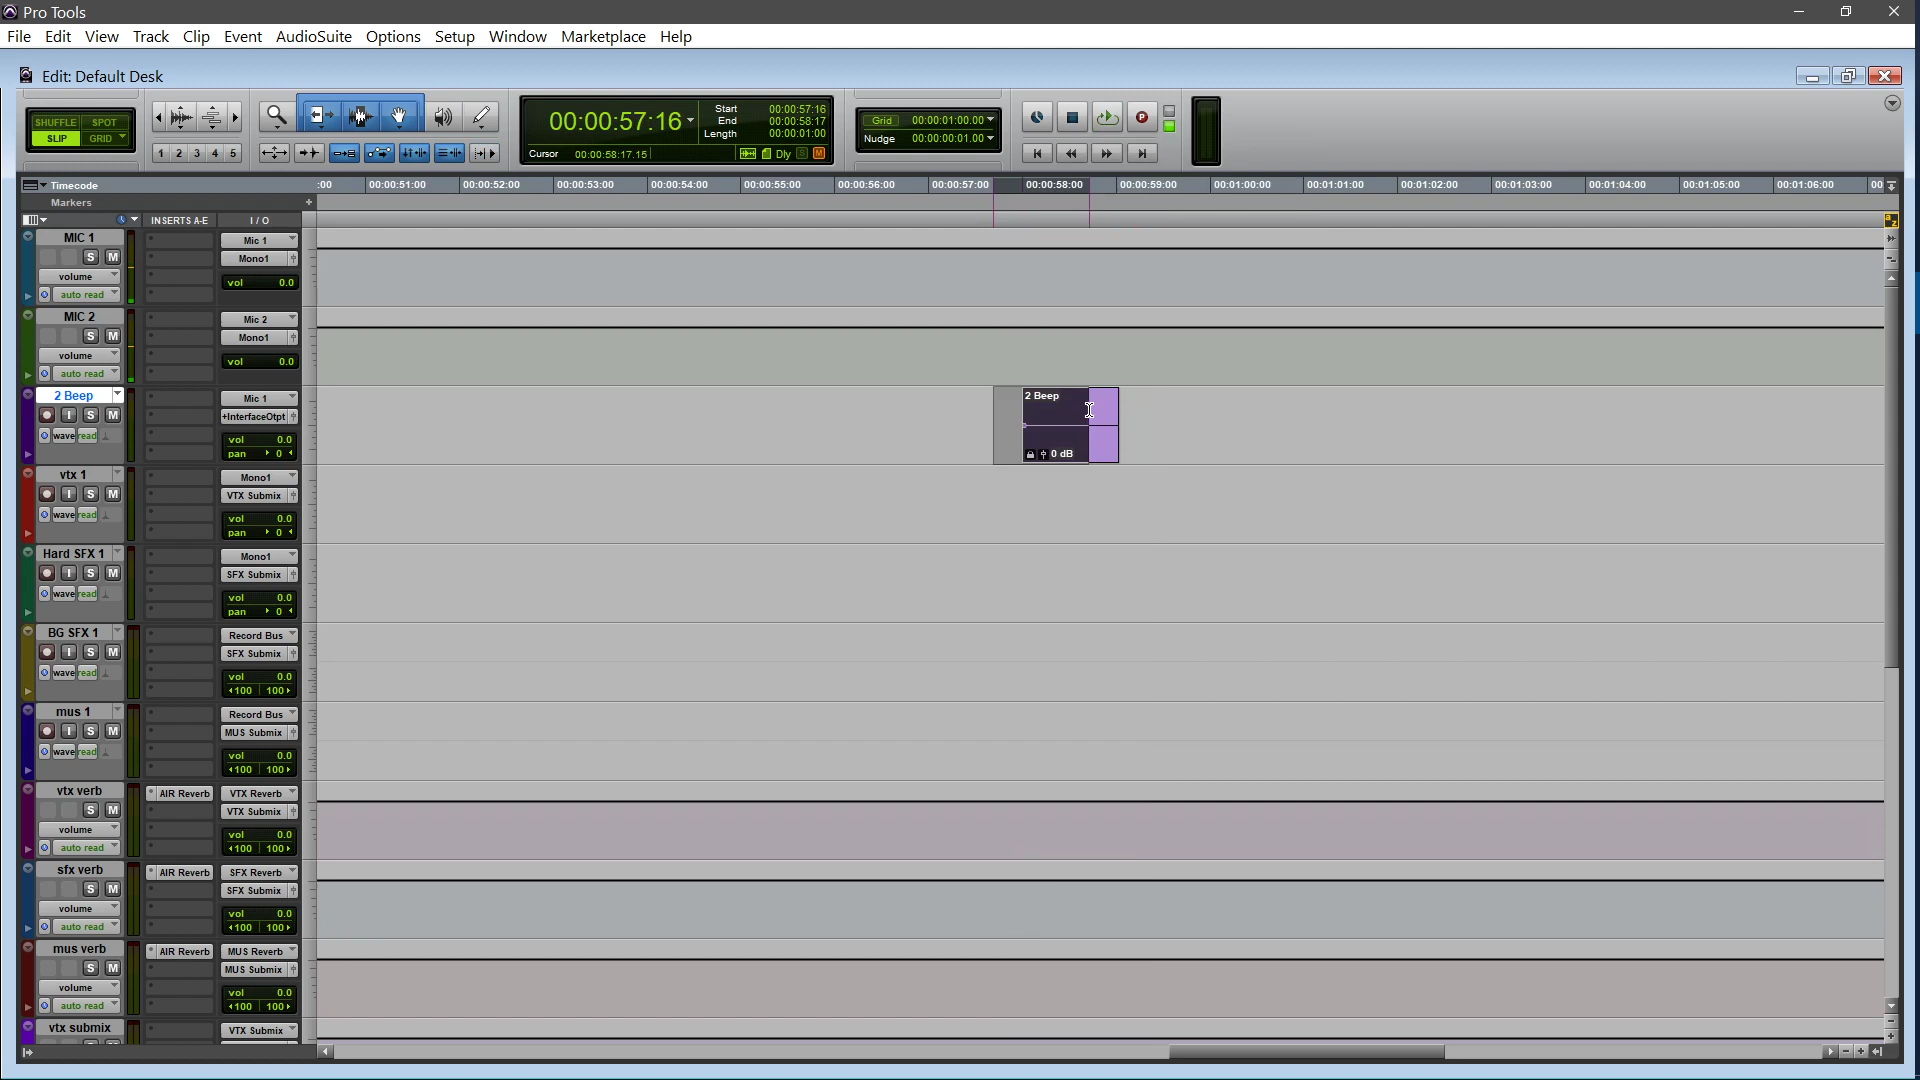 Pro Tools
File Edit View Track Clip Event AudioSuite Options Setup Window Marketplace Help
Edit: Default Desk
SHUFFLE SPOT
SLIP GRID
1 2 3 4 5
00:00:57:16
Start 00:00:57:16
End 00:00:58:17
Length 00:00:01:00
Cursor 00:00:58:17.15
Dly S M
Grid 00:00:01:00.00
Nudge 00:00:00:01.00
Timecode :00 00:00:51:00 00:00:52:00 00:00:53:00 00:00:54:00 00:00:55:00 00:00:56:00 00:00:57:00 00:00:58:00 00:00:59:00 00:01:00:00 00:01:01:00 00:01:02:00 00:01:03:00 00:01:04:00 00:01:05:00 00:01:06:00 00
Markers
INSERTS A-E I / O
MIC 1 Mic 1
S M Mono1
volume vol 0.0
auto read
MIC 2 Mic 2
S M Mono1
volume vol 0.0
auto read
2 Beep Mic 1
I S M +InterfaceOtpt
wave read vol 0.0
pan 0
2 Beep
0 dB
vtx 1 Mono1
I S M VTX Submix
wave read vol 0.0
pan 0
Hard SFX 1 Mono1
I S M SFX Submix
wave read vol 0.0
pan 0
BG SFX 1 Record Bus
I S M SFX Submix
wave read vol 0.0
100 100
mus 1 Record Bus
I S M MUS Submix
wave read vol 0.0
100 100
vtx verb AIR Reverb VTX Reverb
S M VTX Submix
volume vol 0.0
auto read 100 100
sfx verb AIR Reverb SFX Reverb
S M SFX Submix
volume vol 0.0
auto read 100 100
mus verb AIR Reverb MUS Reverb
S M MUS Submix
volume vol 0.0
auto read 100 100
vtx submix VTX Submix